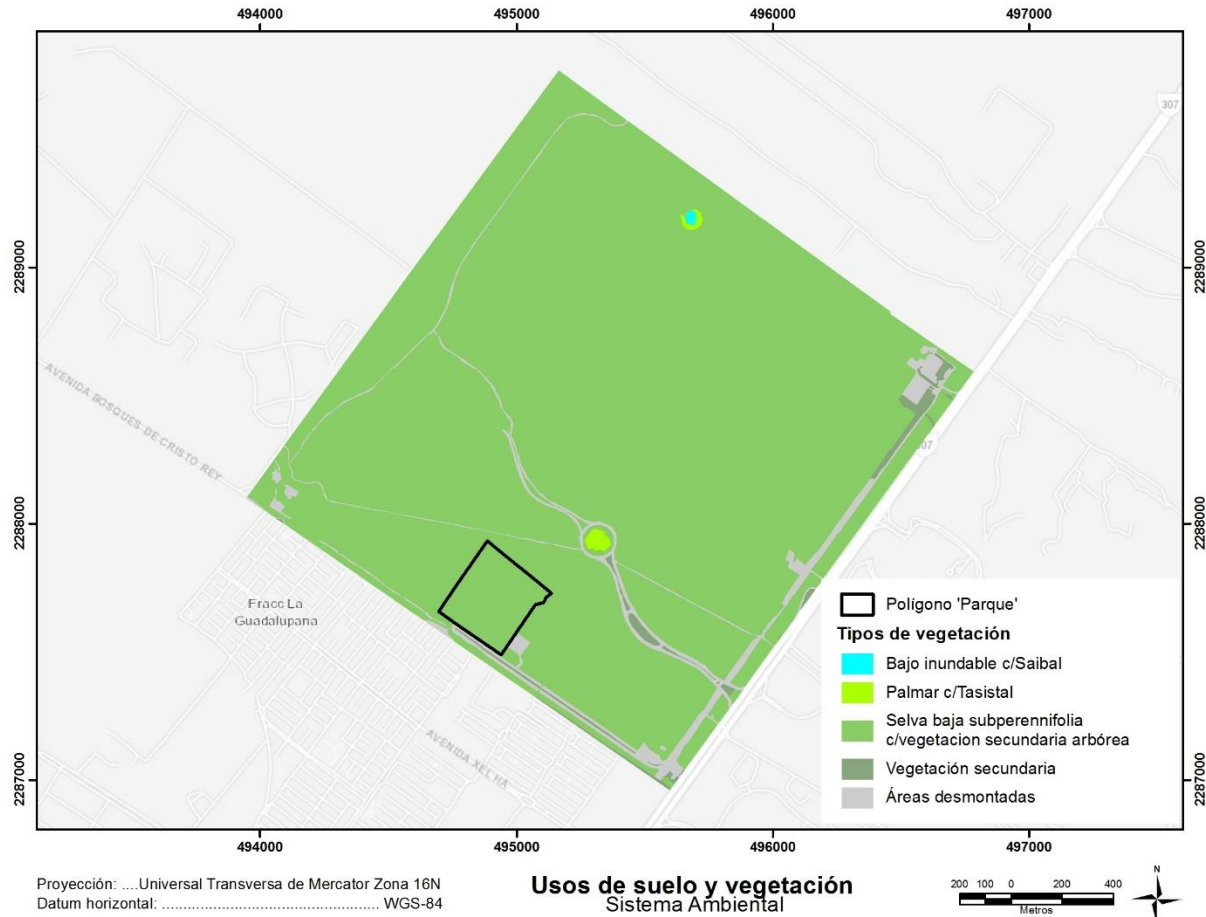 494000 495000 496000 497000
307
2289000 2289000
AVENIDA BOSQUES DE CRISTO REY
307
2288000 2288000
Fracc La
Guadalupana
AVENIDA XEL HA
2287000 2287000
Polígono 'Parque'
Tipos de vegetación
Bajo inundable c/Saibal
Palmar c/Tasistal
Selva baja subperennifolia
c/vegetacion secundaria arbórea
Vegetación secundaria
Áreas desmontadas
494000 495000 496000 497000
Proyección: ....Universal Transversa de Mercator Zona 16N
Datum horizontal: ................................................ WGS-84
Usos de suelo y vegetación
Sistema Ambiental
200 100 0 200 400
Metros
N